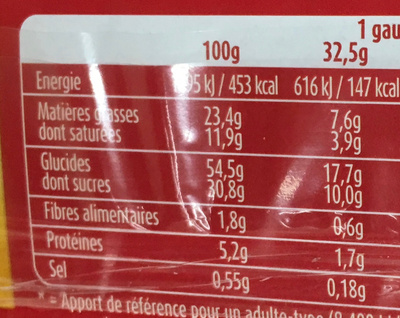 1 gau
100g 32,5g
Energie 95 kJ / 453 kcal 616 kJ / 147 kcal
Matières grasses 23,4g 7,6g
dont saturées 11,9g 3,9g
Glucides 54,5g 17,7g
dont sucres 30,8g 10,0g
Fibres alimentaires 1,8g 0,6g
Protéines 5,2g 1,7g
Sel 0,55g 0,18g
* = Apport de référence pour un adulte-type